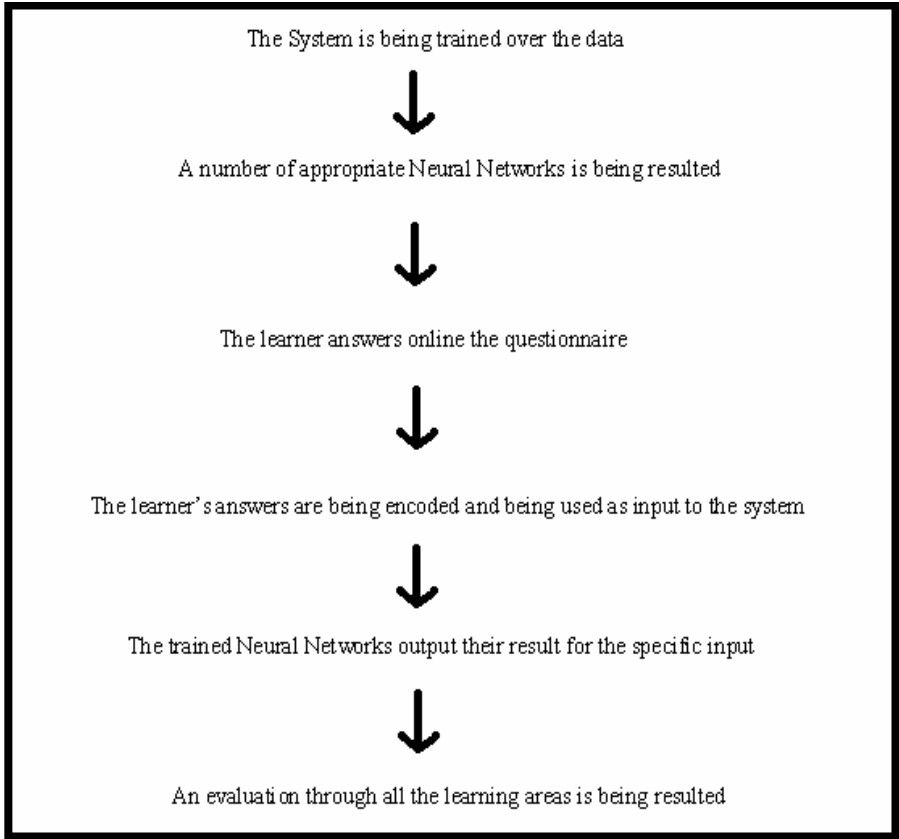 The System is being trained over the data
A number of appropriate Neural Networks is being resulted
The learner answers online the questionnaire
The learner’s answers are being encoded and being used as input to the system
The trained Neural Networks output their result for the specific input
An evaluation through all the learning areas is being resulted